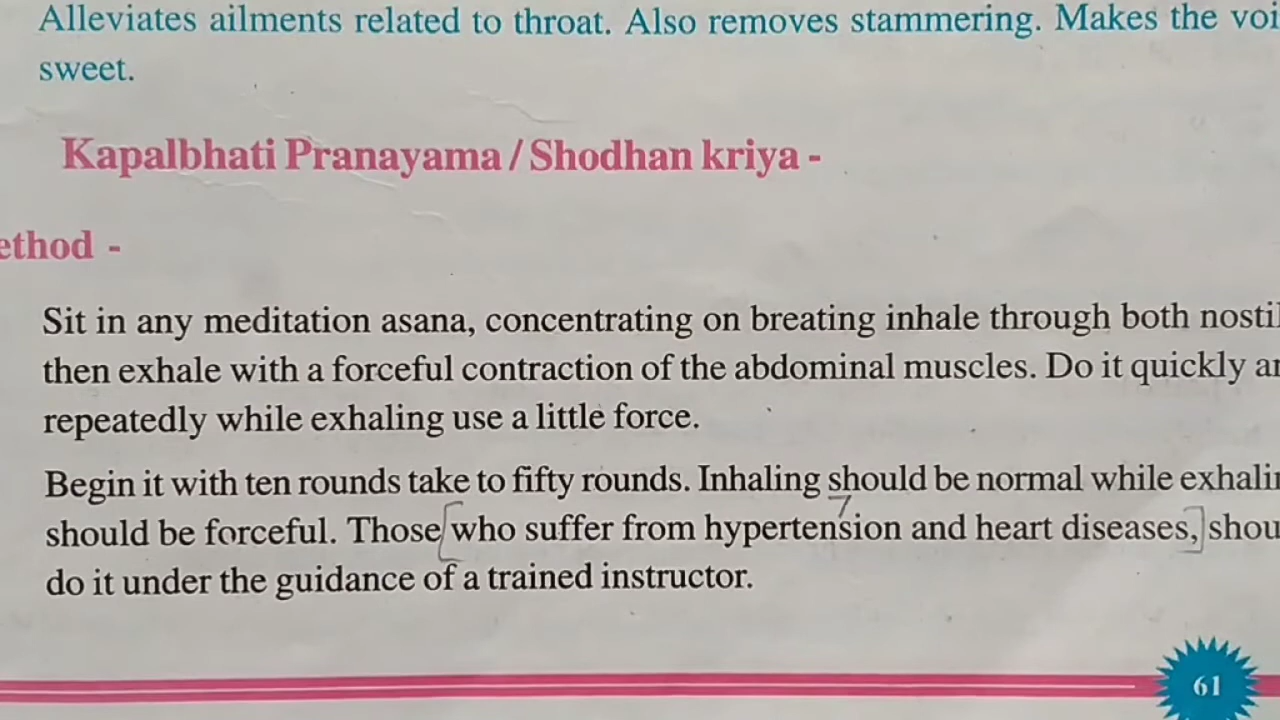 Alleviates ailments related to throat. Also removes stammering. Makes the voi
sweet.
Kapalbhati Pranayama / Shodhan kriya -
ethod -
Sit in any meditation asana, concentrating on breating inhale through both nostil
then exhale with a forceful contraction of the abdominal muscles. Do it quickly an
repeatedly while exhaling use a little force.
Begin it with ten rounds take to fifty rounds. Inhaling should be normal while exhalin
7
should be forceful. Those [who suffer from hypertension and heart diseases,] shou
do it under the guidance of a trained instructor.
61